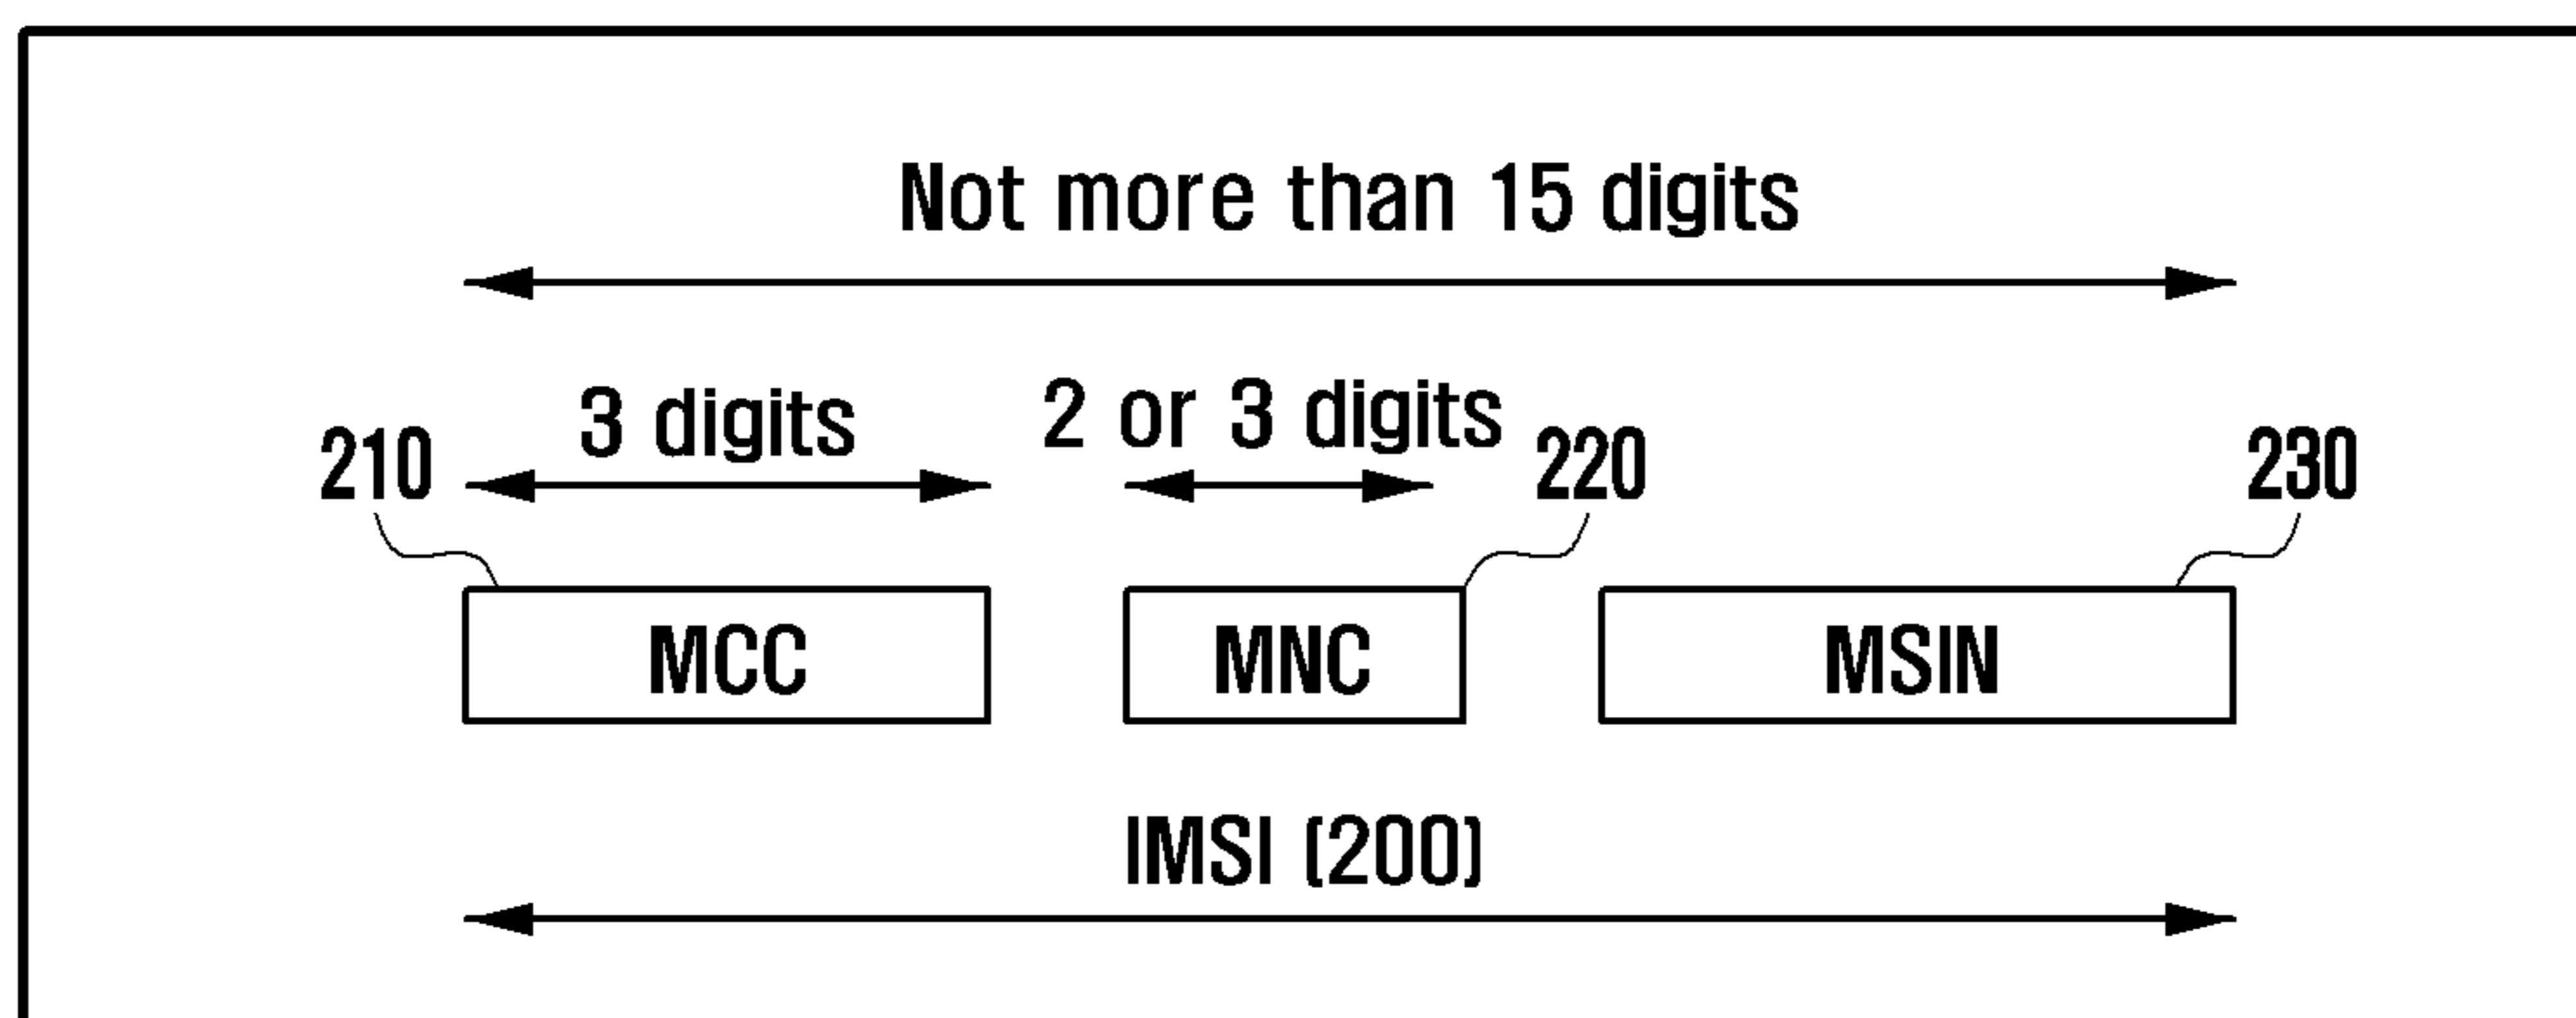 Not more than 15 digits
3 digits
2 or 3 digits
210
220
230
MCC
MNC
MSIN
IMSI (200)